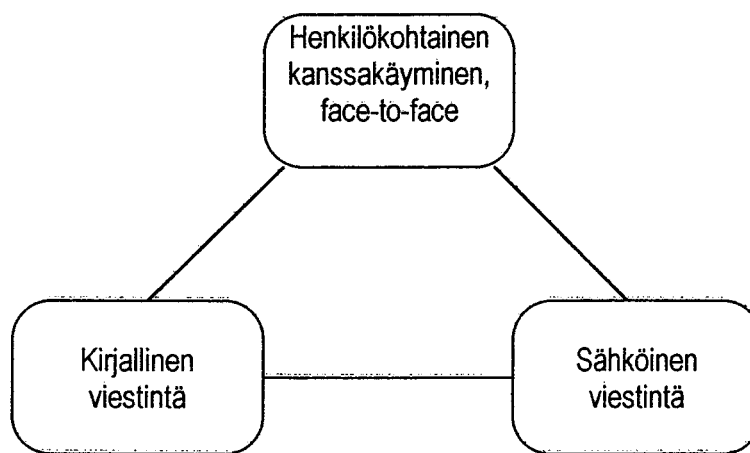 Henkilökohtainen
kanssakäyminen,
face-to-face
Kirjallinen
viestintä
Sähköinen
viestintä